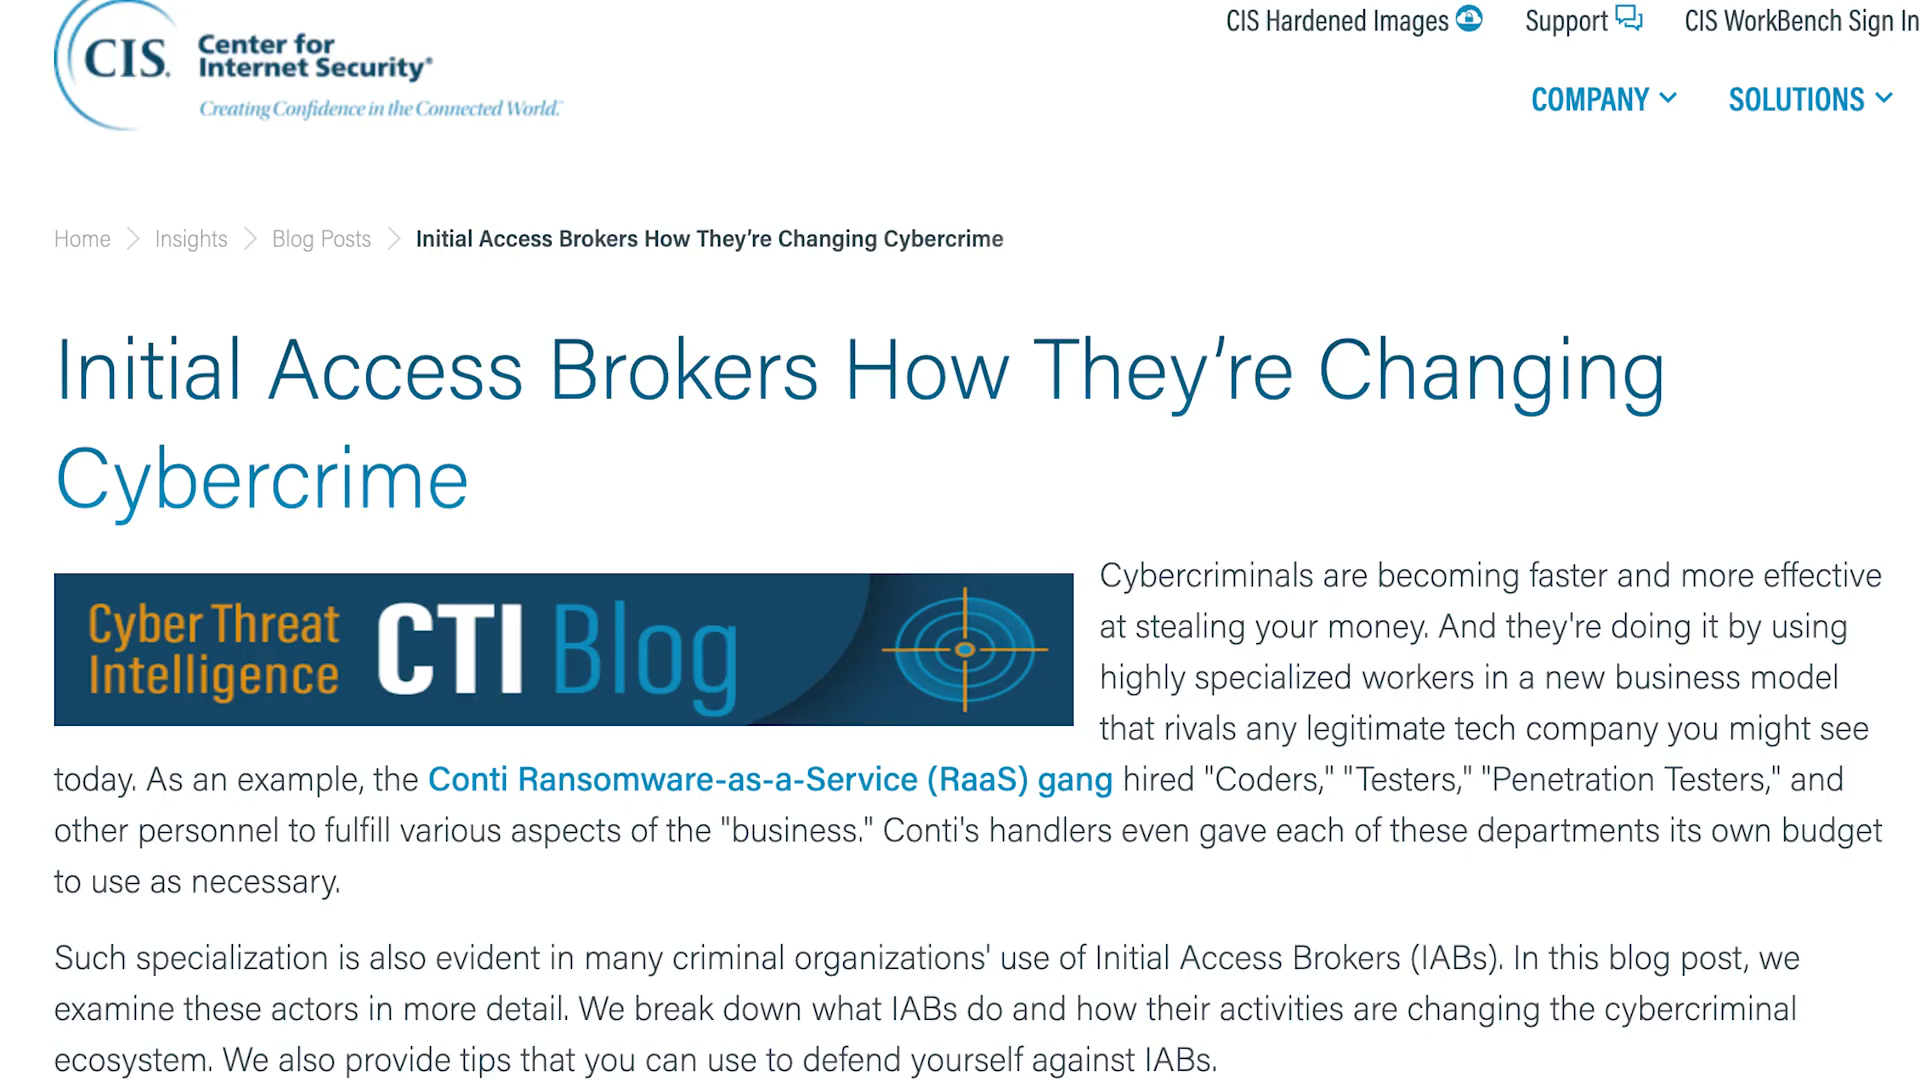 CIS Hardened Images
Support
CIS WorkBench Sign In
CIS.
Center for
Internet Security®
Creating Confidence in the Connected World.™
COMPANY
SOLUTIONS
Home > Insights > Blog Posts > Initial Access Brokers How They’re Changing Cybercrime
Initial Access Brokers How They’re Changing
Cybercrime
Cyber Threat
Intelligence
CTI Blog
Cybercriminals are becoming faster and more effective
at stealing your money. And they're doing it by using
highly specialized workers in a new business model
that rivals any legitimate tech company you might see
today. As an example, the Conti Ransomware-as-a-Service (RaaS) gang hired "Coders," "Testers," "Penetration Testers," and
other personnel to fulfill various aspects of the "business." Conti's handlers even gave each of these departments its own budget
to use as necessary.
Such specialization is also evident in many criminal organizations' use of Initial Access Brokers (IABs). In this blog post, we
examine these actors in more detail. We break down what IABs do and how their activities are changing the cybercriminal
ecosystem. We also provide tips that you can use to defend yourself against IABs.